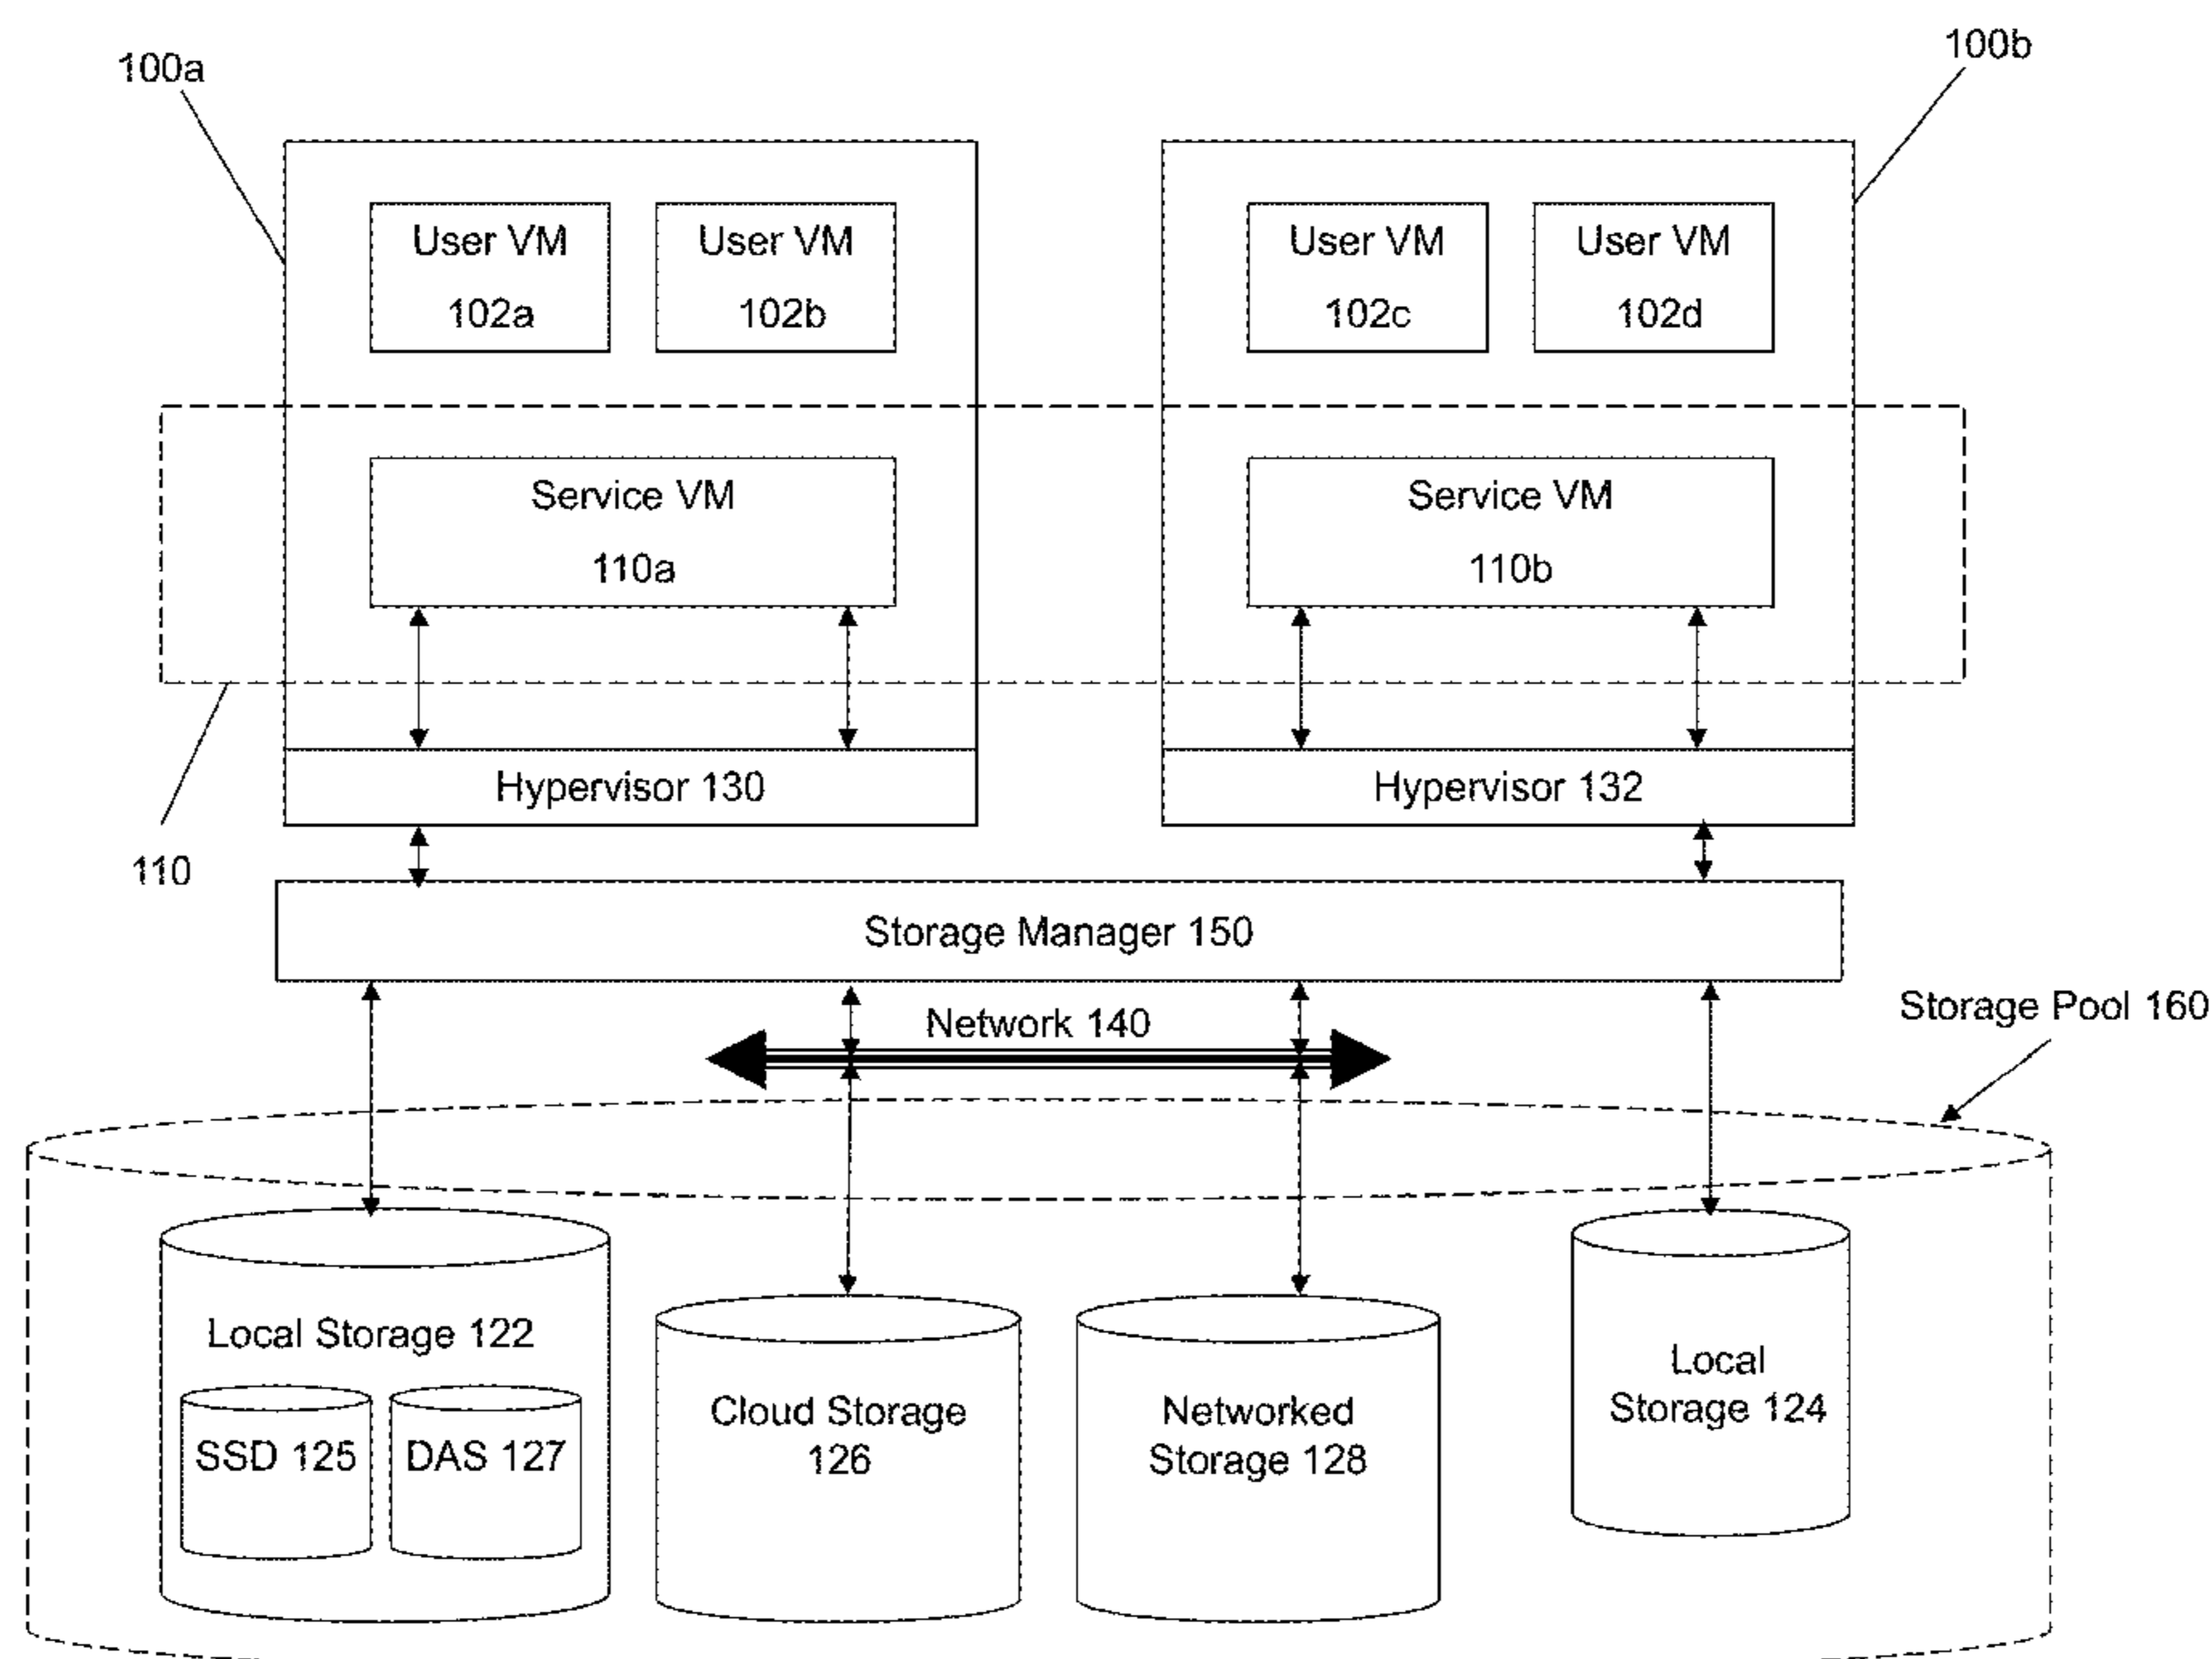 100a
100b
User VM
102a
User VM
102b
User VM
102c
User VM
102d
Service VM
110a
Service VM
110b
Hypervisor 130
Hypervisor 132
110
Storage Manager 150
Network 140
Storage Pool 160
Local Storage 122
SSD 125
DAS 127
Cloud Storage
126
Networked
Storage 128
Local
Storage 124